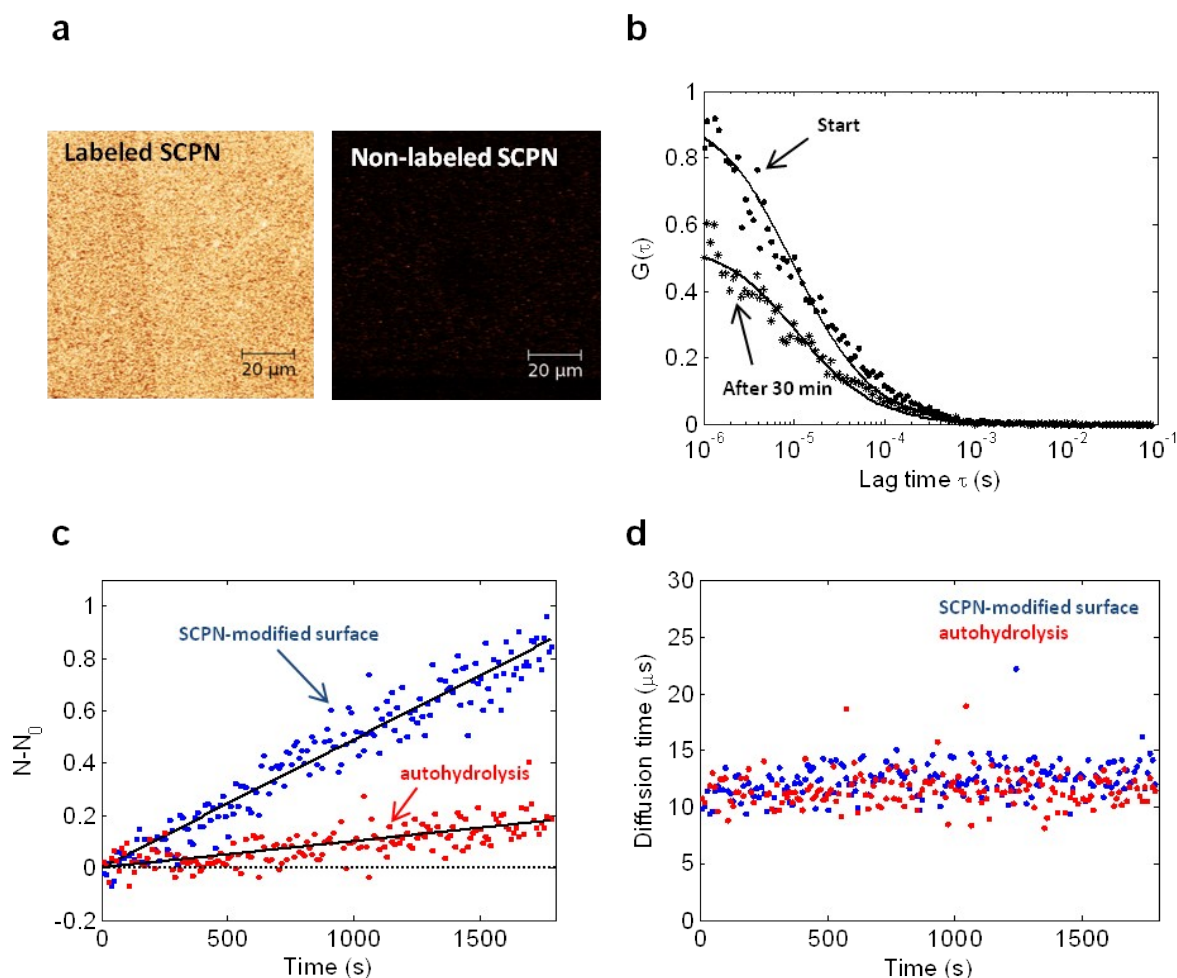 a
Labeled SCPN
20 μm
Non-labeled SCPN
20 μm
b
G(τ)
1
0.8
0.6
0.4
0.2
0
Start
After 30 min
10⁻⁶ 10⁻⁵ 10⁻⁴ 10⁻³ 10⁻² 10⁻¹
Lag time τ (s)
c
N-N₀
1
0.8
0.6
0.4
0.2
0
-0.2
SCPN-modified surface
autohydrolysis
0 500 1000 1500
Time (s)
d
Diffusion time (μs)
30
25
20
15
10
5
0
SCPN-modified surface
autohydrolysis
0 500 1000 1500
Time (s)